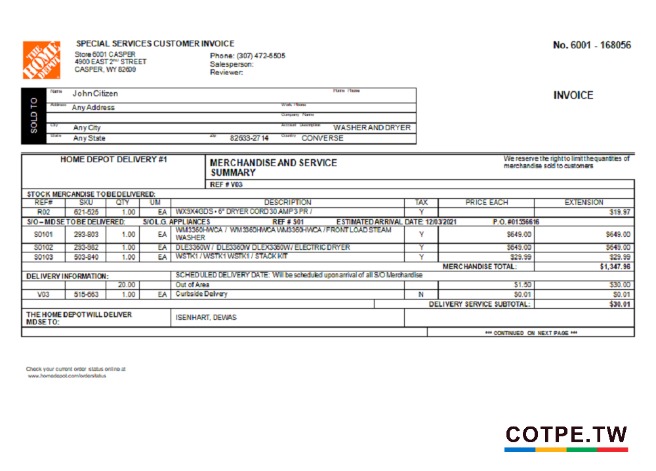 THE HOME DEPOT
SPECIAL SERVICES CUSTOMER INVOICE
No. 6001 - 168056
Store 6001 CASPER
Phone: (307) 472-6505
4900 EAST 2ND STREET
Salesperson:
CASPER, WY 82609
Reviewer:
INVOICE
SOLD TO
Name John Citizen
Phone / Name
Address Any Address
Work / Name
Company Name
City Any City
Account Description WASHER AND DRYER
State Any State
Zip 82633-2714
Country CONVERSE
HOME DEPOT DELIVERY #1
MERCHANDISE AND SERVICE SUMMARY
We reserve the right to limit the quantities of merchandise sold to customers
REF # V03
STOCK MERCANDISE TO BE DELIVERED:
REF# SKU QTY UM DESCRIPTION TAX PRICE EACH EXTENSION
R02 621-526 1.00 EA WX9X4GDS • 6" DRYER CORD 30 AMP 3 PR / Y $19.97
S/O – MDSE TO BE DELIVERED: S/O LG. APPLIANCES REF # S01 ESTIMATED ARRIVAL DATE: 12/03/2021 P.O. #01356616
S0101 293-803 1.00 EA WM3360HWCA / WM3360HWCA WM3360HWCA / FRONT LOAD STEAM WASHER Y $649.00 $649.00
S0102 293-982 1.00 EA DLE3360W / DLE3360W DLEX3360W / ELECTRIC DRYER Y $649.00 $649.00
S0103 503-840 1.00 EA WSTK1 / WSTK1 WSTK1 / STACK KIT Y $29.99 $29.99
MERCHANDISE TOTAL: $1,347.96
DELIVERY INFORMATION: SCHEDULED DELIVERY DATE: Will be scheduled upon arrival of all S/O Merchandise
20.00 Out of Area $1.50 $30.00
V03 515-663 1.00 EA Curbside Delivery N $0.01 $0.01
DELIVERY SERVICE SUBTOTAL: $30.01
THE HOME DEPOT WILL DELIVER MDSE TO: ISENHART, DEWAS
*** CONTINUED ON NEXT PAGE ***
Check your current order status online at
www.homedepot.com/orderstatus
COTPE.TW